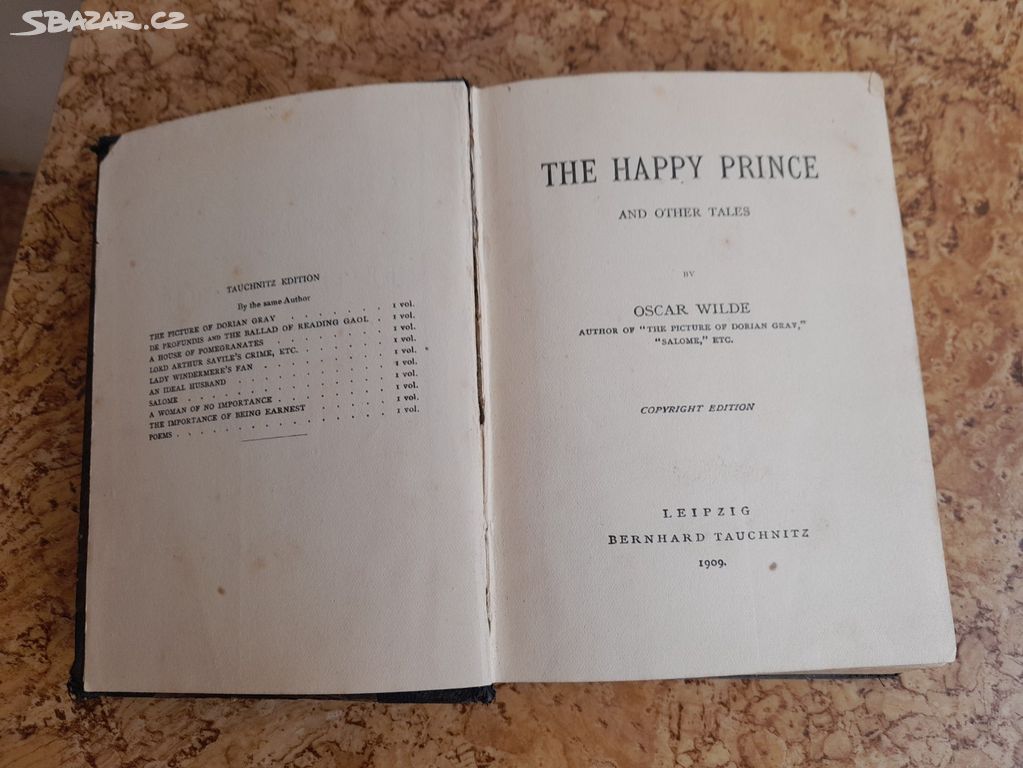 SBAZAR.CZ
TAUCHNITZ EDITION
By the same Author
THE PICTURE OF DORIAN GRAY . . . . . . . 1 vol.
DE PROFUNDIS AND THE BALLAD OF READING GAOL . 1 vol.
A HOUSE OF POMEGRANATES . . . . . . . 1 vol.
LORD ARTHUR SAVILE'S CRIME, ETC. . . . . . 1 vol.
LADY WINDERMERE'S FAN . . . . . . . 1 vol.
AN IDEAL HUSBAND . . . . . . . . . 1 vol.
SALOME . . . . . . . . . . . 1 vol.
A WOMAN OF NO IMPORTANCE . . . . . . 1 vol.
THE IMPORTANCE OF BEING EARNEST . . . . . 1 vol.
POEMS . . . . . . . . . . . 1 vol.
THE HAPPY PRINCE
AND OTHER TALES
BY
OSCAR WILDE
AUTHOR OF "THE PICTURE OF DORIAN GRAY,"
"SALOME," ETC.
COPYRIGHT EDITION
LEIPZIG
BERNHARD TAUCHNITZ
1909.